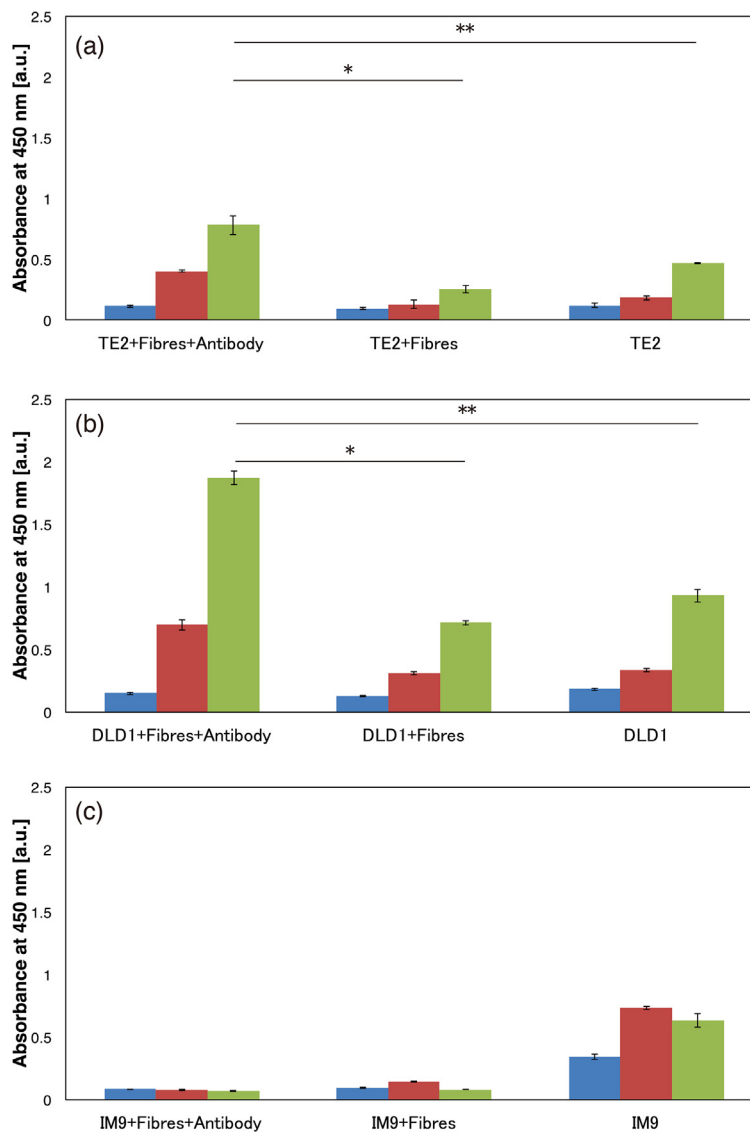 (a)
Absorbance at 450 nm [a.u.]
2.5
2
1.5
1
0.5
0
**
*
TE2+Fibres+Antibody TE2+Fibres TE2
(b)
Absorbance at 450 nm [a.u.]
2.5
2
1.5
1
0.5
0
**
*
DLD1+Fibres+Antibody DLD1+Fibres DLD1
(c)
Absorbance at 450 nm [a.u.]
2.5
2
1.5
1
0.5
0
IM9+Fibres+Antibody IM9+Fibres IM9